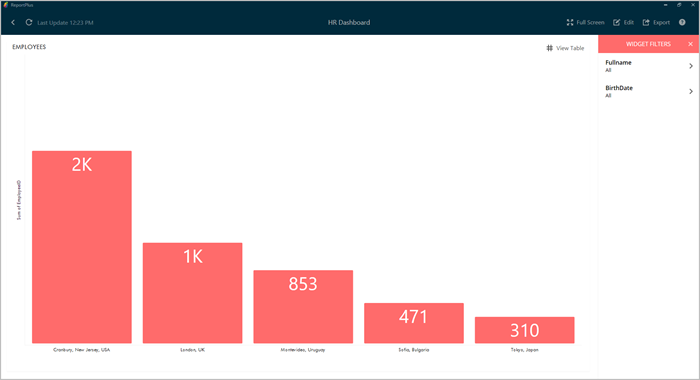 ReportPlus
Last Update 12:23 PM
HR Dashboard
Full Screen
Edit
Export
EMPLOYEES
View Table
WIDGET FILTERS
Fullname
All
BirthDate
All
Sum of EmployeeID
2K
1K
853
471
310
Cranbury, New Jersey, USA
London, UK
Montevideo, Uruguay
Sofia, Bulgaria
Tokyo, Japan